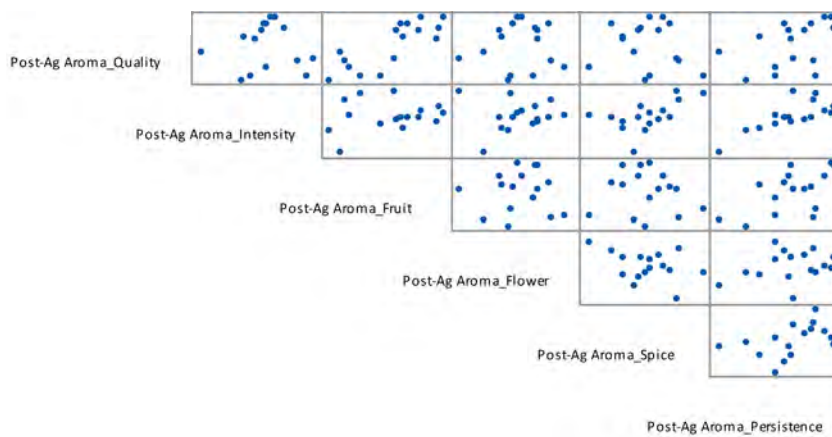 Post-Ag Aroma_Quality
Post-Ag Aroma_Intensity
Post-Ag Aroma_Fruit
Post-Ag Aroma_Flower
Post-Ag Aroma_Spice
Post-Ag Aroma_Persistence